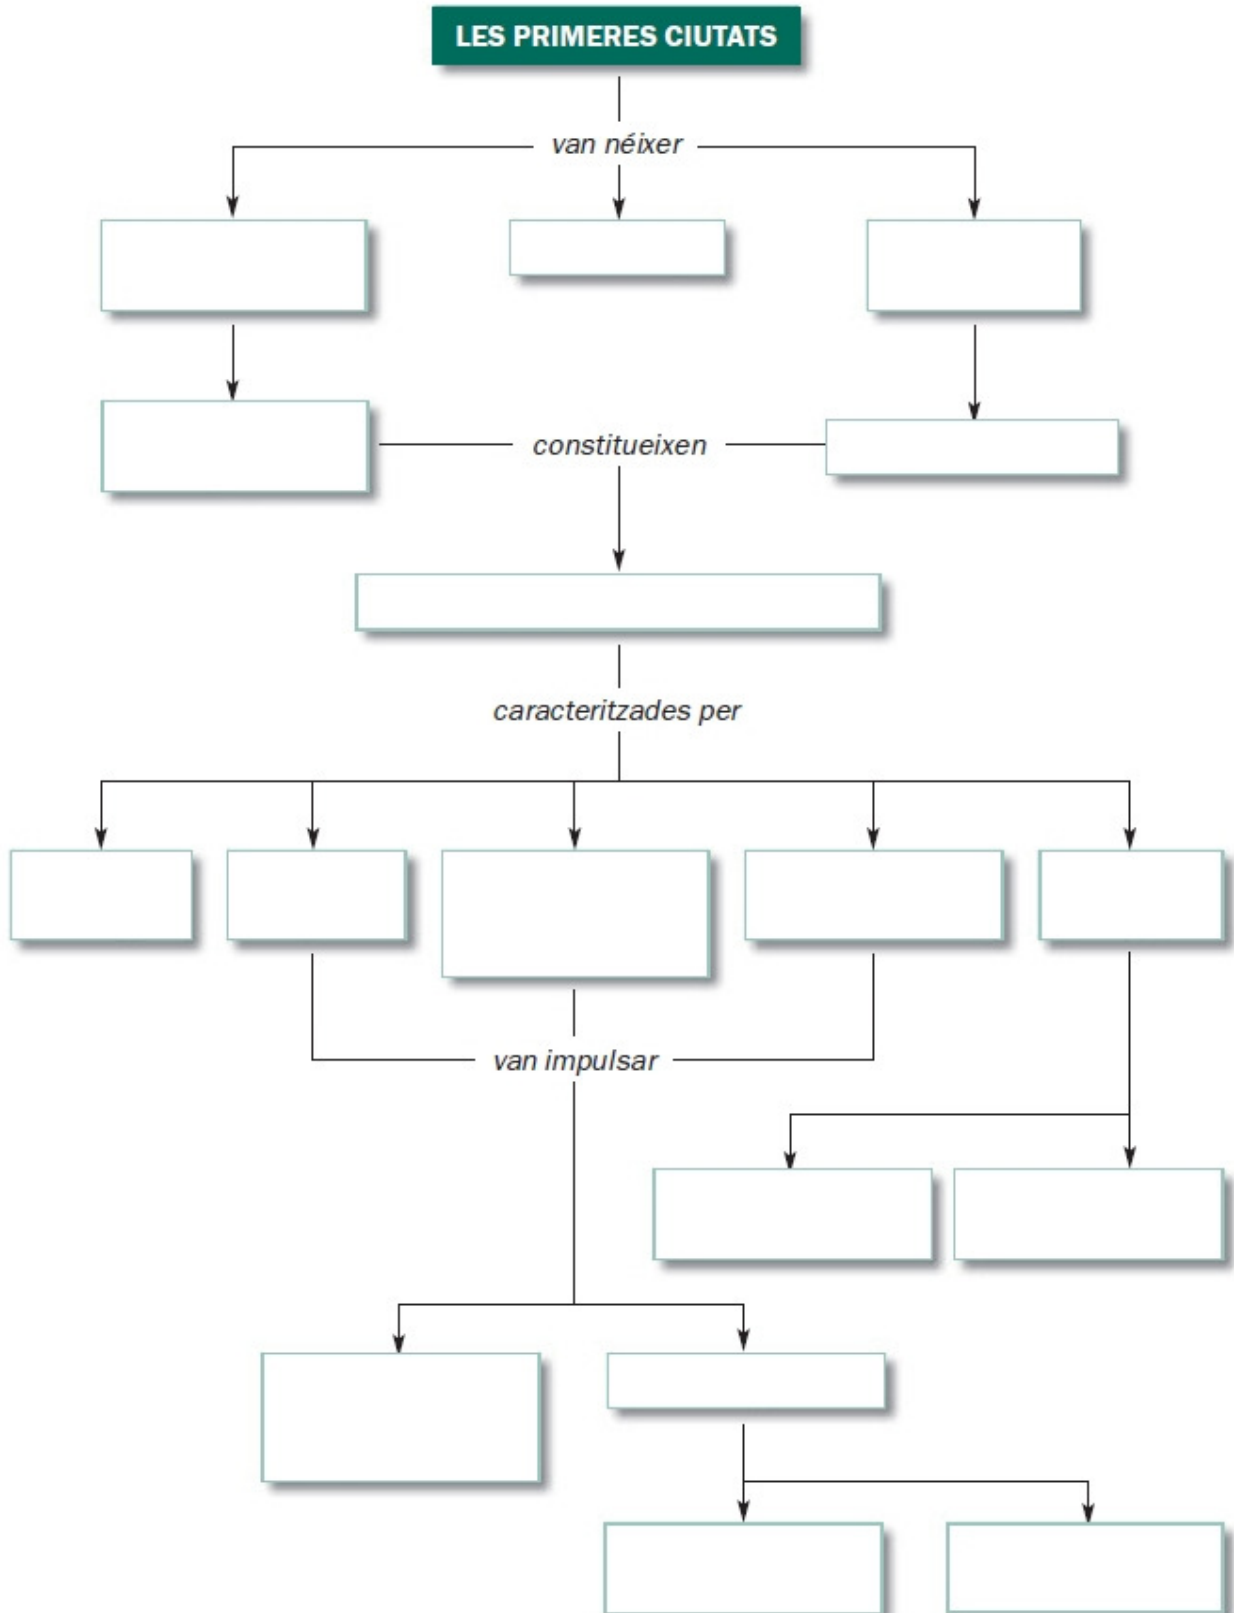 LES PRIMERES CIUTATS
van néixer
constitueixen
caracteritzades per
van impulsar